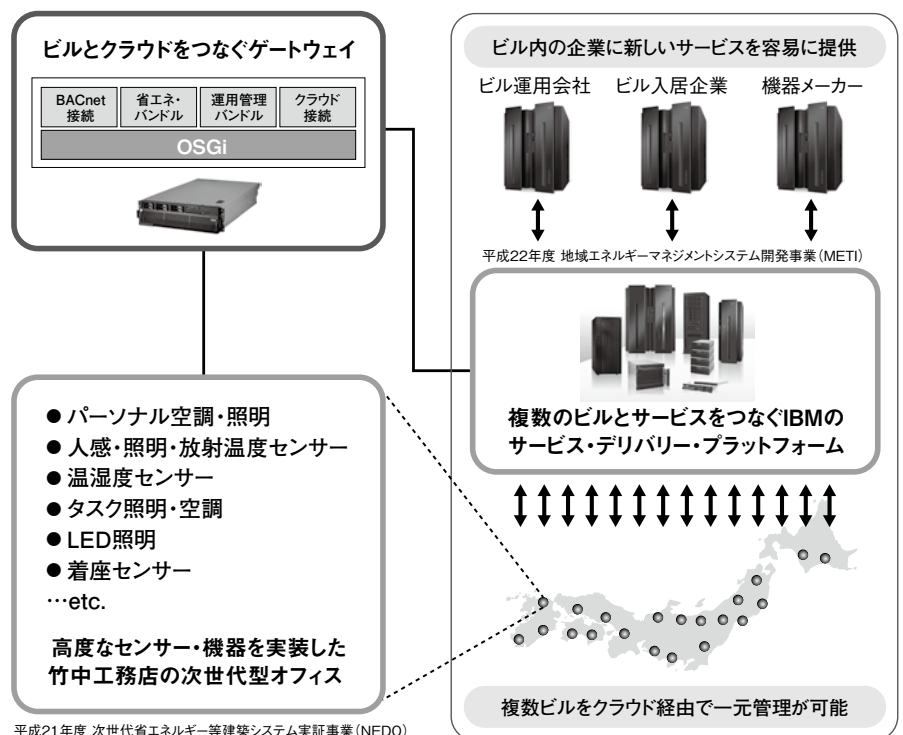 ビルとクラウドをつなぐゲートウェイ
BACnet
接続
省エネ・
バンドル
運用管理
バンドル
クラウド
接続
OSGi
● パーソナル空調・照明
● 人感・照明・放射温度センサー
● 温湿度センサー
● タスク照明・空調
● LED照明
● 着座センサー
…etc.
高度なセンサー・機器を実装した
竹中工務店の次世代型オフィス
平成21年度 次世代省エネルギー等建築システム実証事業(NEDO)
ビル内の企業に新しいサービスを容易に提供
ビル運用会社
ビル入居企業
機器メーカー
平成22年度 地域エネルギーマネジメントシステム開発事業(METI)
複数のビルとサービスをつなぐIBMの
サービス・デリバリー・プラットフォーム
複数ビルをクラウド経由で一元管理が可能